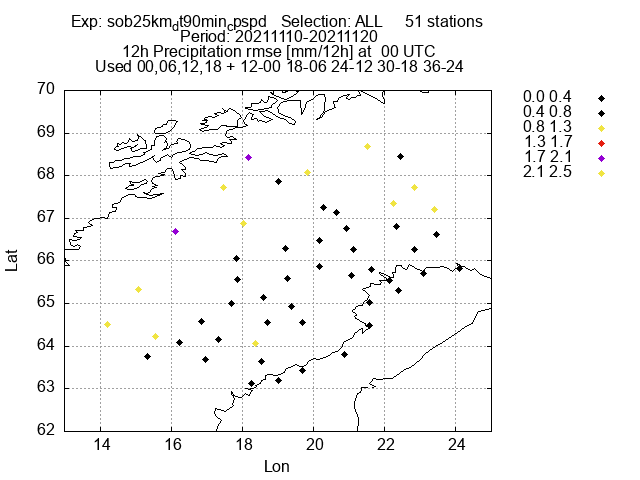 Exp: sob25km_dt90min_cpspd Selection: ALL 51 stations
Period: 20211110-20211120
12h Precipitation rmse [mm/12h] at 00 UTC
Used 00,06,12,18 + 12-00 18-06 24-12 30-18 36-24
70
69
68
67
66
65
64
63
62
14 16 18 20 22 24
Lat
Lon
0.0 0.4
0.4 0.8
0.8 1.3
1.3 1.7
1.7 2.1
2.1 2.5